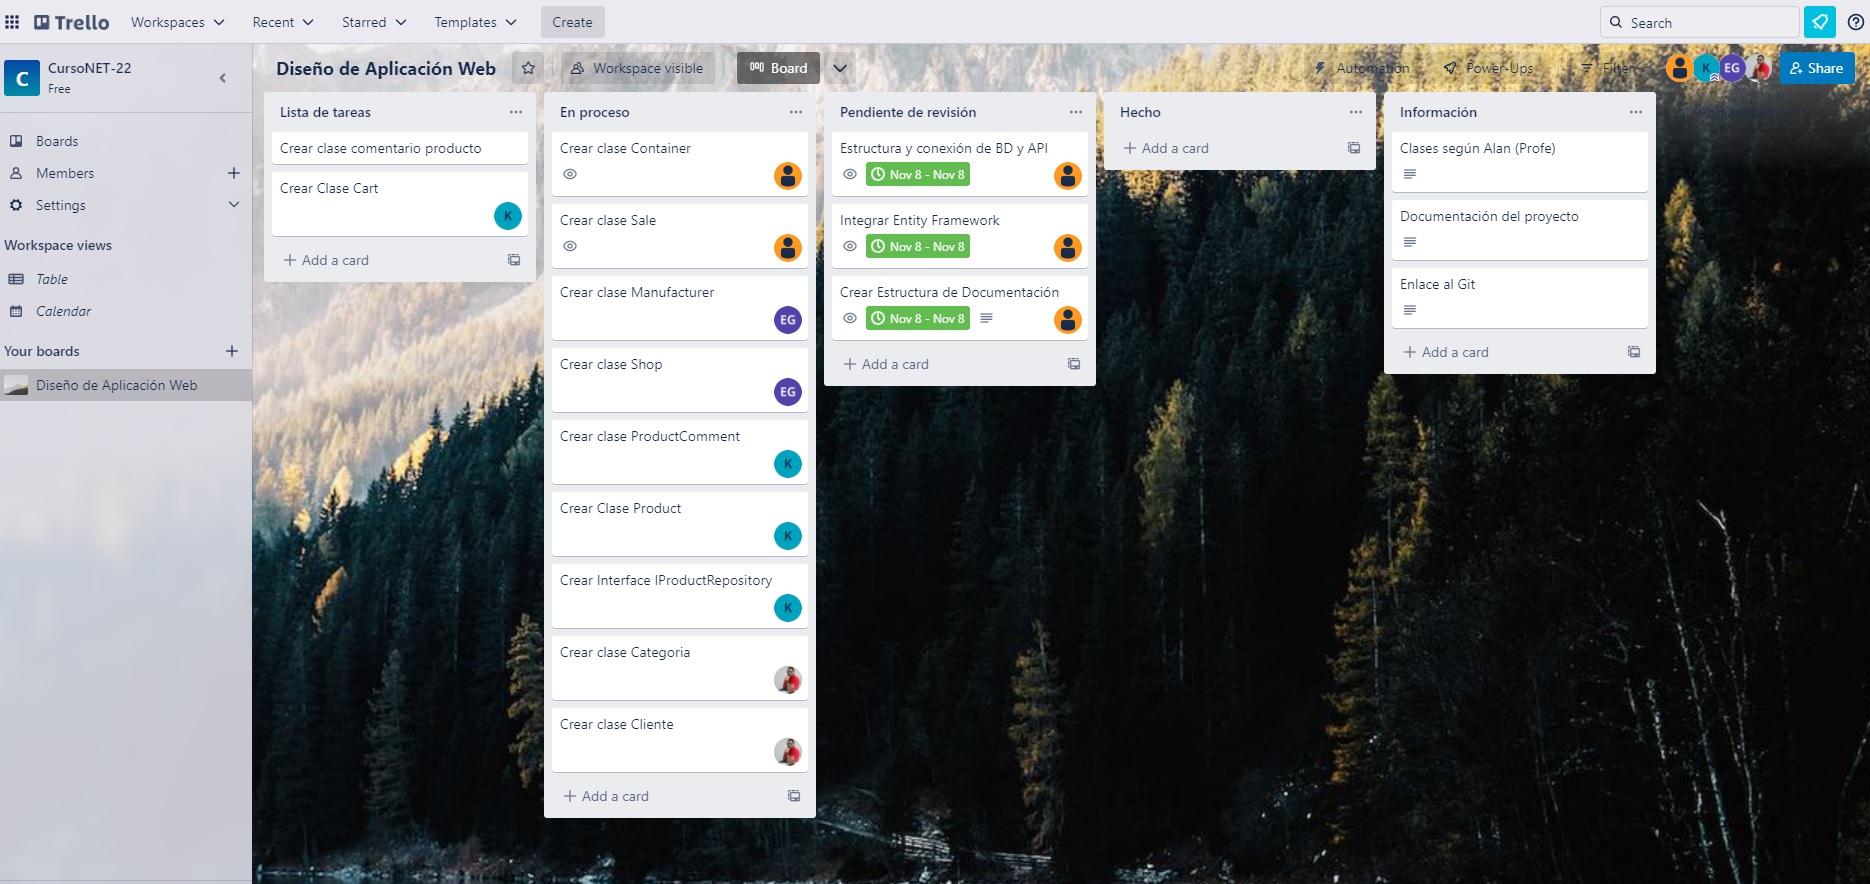 Trello
Workspaces
Recent
Starred
Templates
Create
Search
C
CursoNET-22
Free
Boards
Members
Settings
Workspace views
Table
Calendar
Your boards
Diseño de Aplicación Web
Diseño de Aplicación Web
Workspace visible
Board
Automation
Power-Ups
Filter
K
EG
Share
Lista de tareas
Crear clase comentario producto
Crear Clase Cart
K
Add a card
En proceso
Crear clase Container
Crear clase Sale
Crear clase Manufacturer
EG
Crear clase Shop
EG
Crear clase ProductComment
K
Crear Clase Product
K
Crear Interface IProductRepository
K
Crear clase Categoria
Crear clase Cliente
Add a card
Pendiente de revisión
Estructura y conexión de BD y API
Nov 8 - Nov 8
Integrar Entity Framework
Nov 8 - Nov 8
Crear Estructura de Documentación
Nov 8 - Nov 8
Add a card
Hecho
Add a card
Información
Clases según Alan (Profe)
Documentación del proyecto
Enlace al Git
Add a card